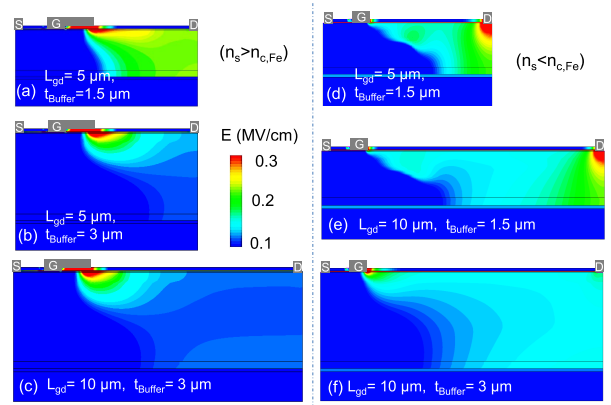 S G D
(a) L_gd= 5 μm,
t_Buffer=1.5 μm
S G D
(b) L_gd= 5 μm,
t_Buffer= 3 μm
S G D
(c) L_gd= 10 μm, t_Buffer= 3 μm
(n_s>n_c,Fe)
E (MV/cm)
0.3
0.2
0.1
S G D
(d) L_gd= 5 μm,
t_Buffer=1.5 μm
(n_s<n_c,Fe)
S G D
(e) L_gd= 10 μm, t_Buffer= 1.5 μm
S G D
(f) L_gd= 10 μm, t_Buffer= 3 μm